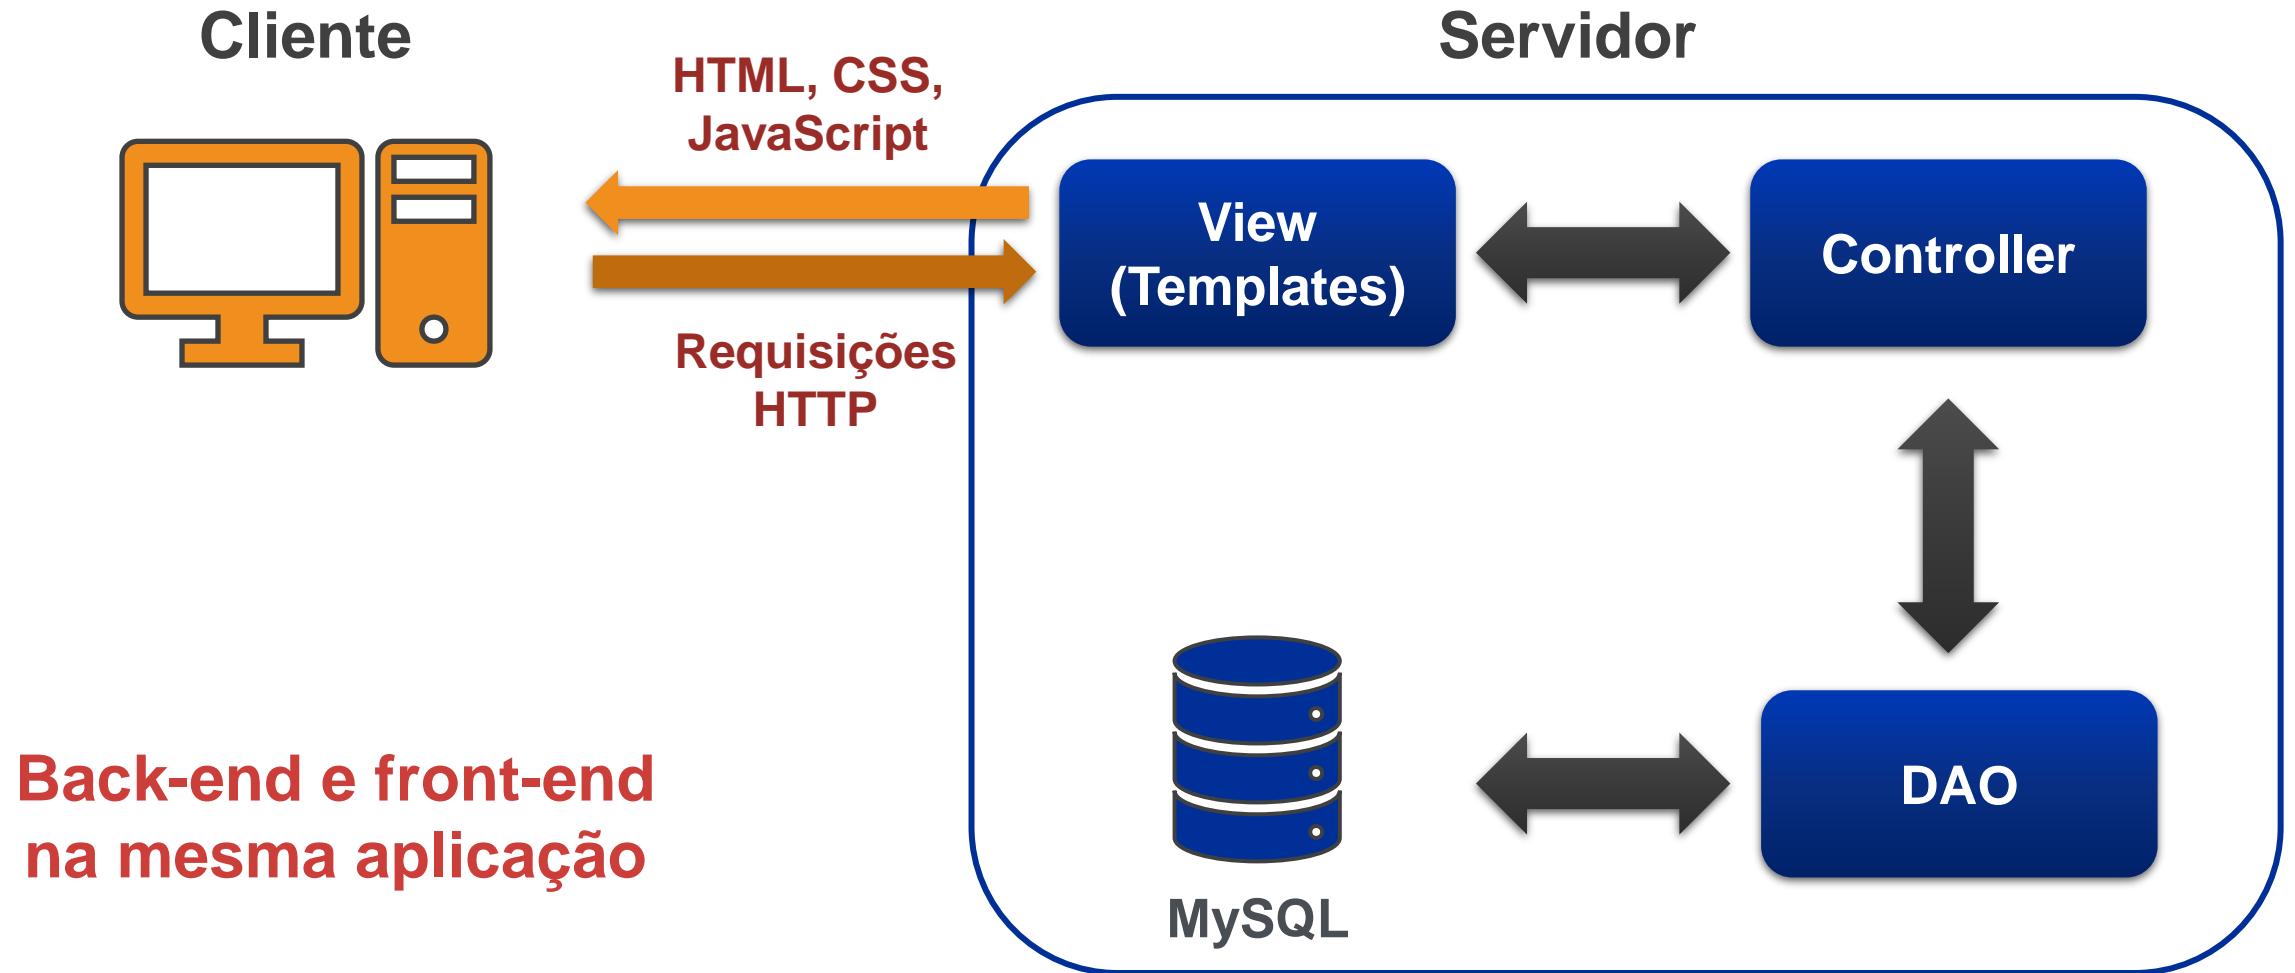 Cliente
Servidor
HTML, CSS,
JavaScript
View
(Templates)
Controller
Requisições
HTTP
DAO
Back-end e front-end
na mesma aplicação
MySQL